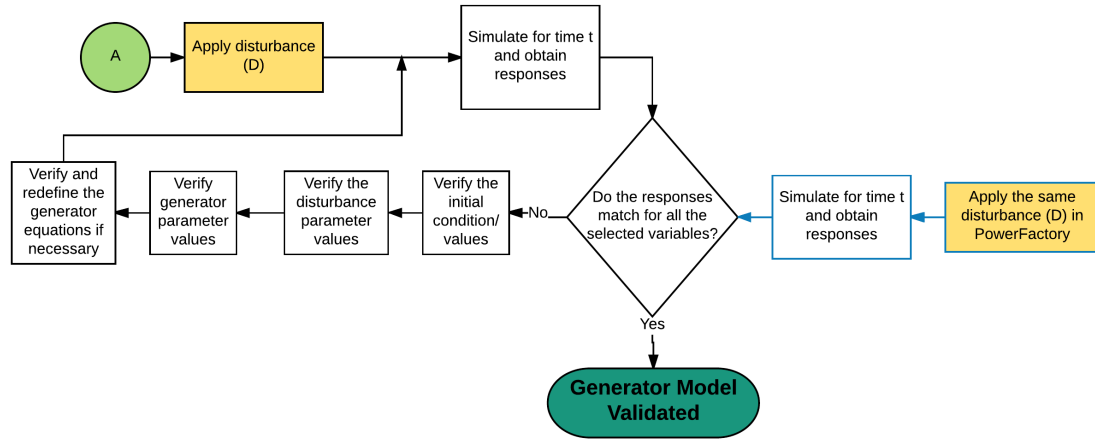 A
Apply disturbance
(D)
Simulate for time t
and obtain
responses
Verify and
redefine the
generator
equations if
necessary
Verify
generator
parameter
values
Verify the
disturbance
parameter
values
Verify the
initial
condition/
values
No
Do the responses
match for all the
selected variables?
Simulate for time t
and obtain
responses
Apply the same
disturbance (D) in
PowerFactory
Yes
Generator Model
Validated